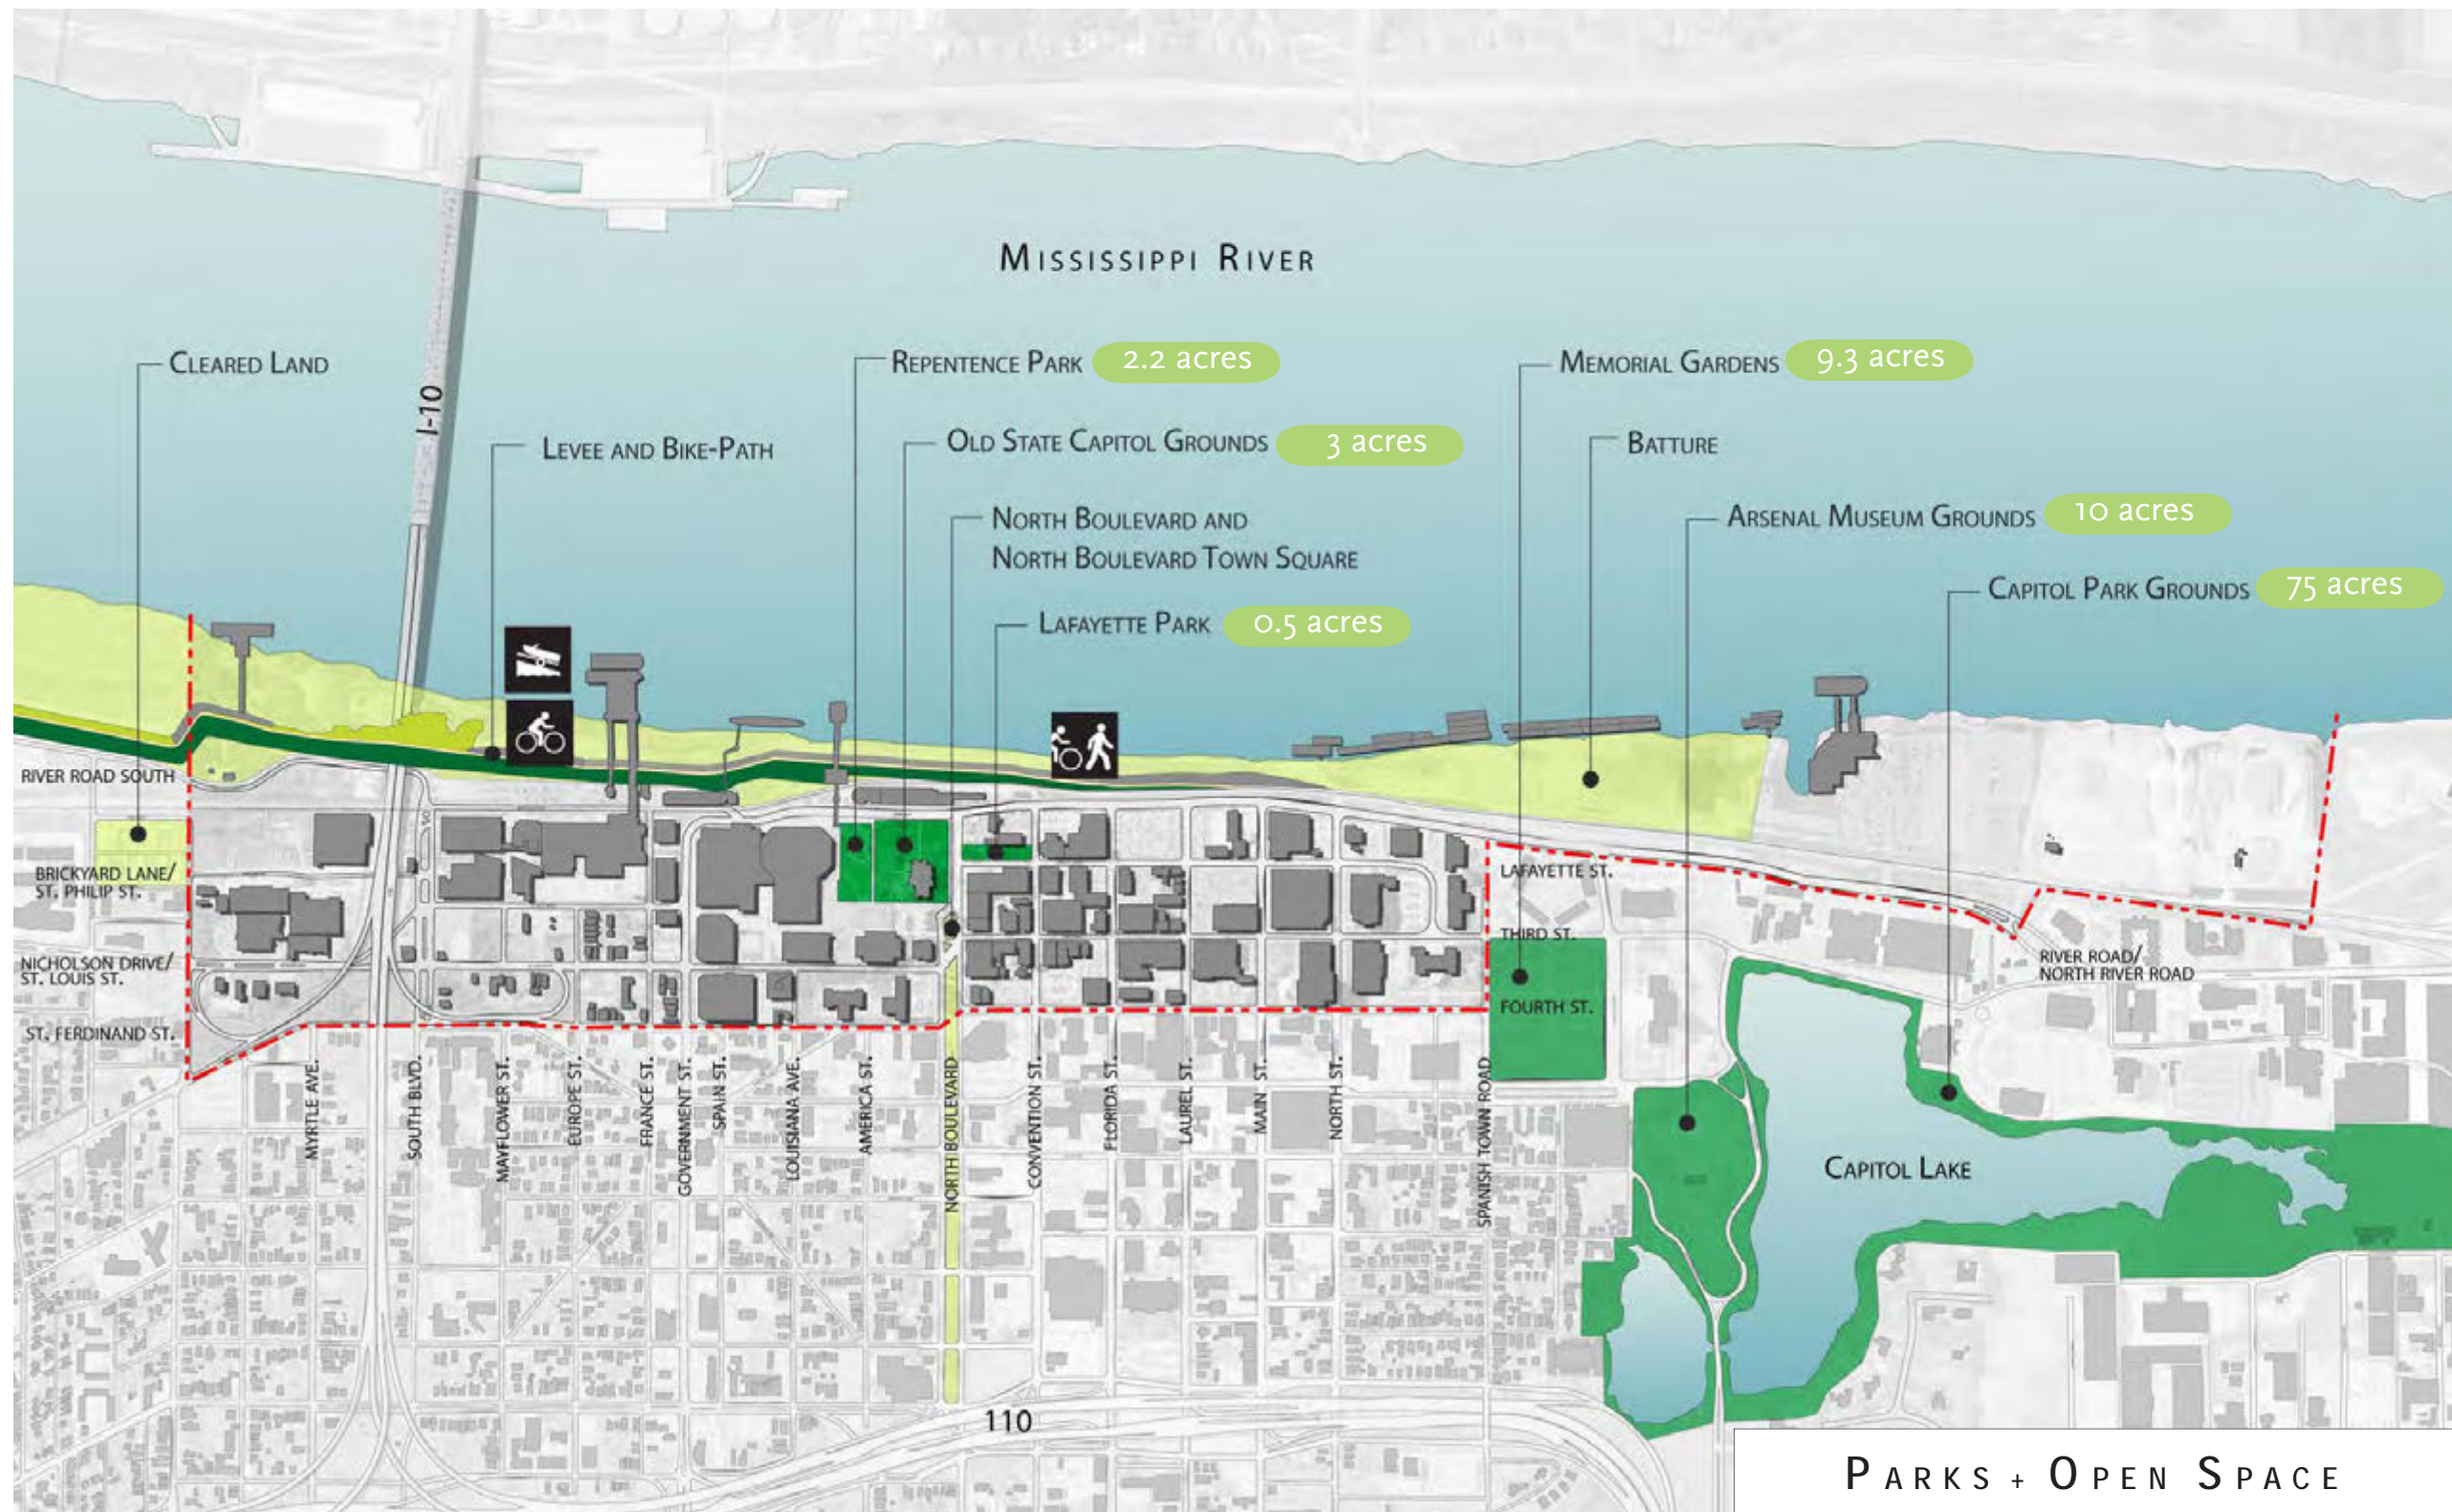 Mississippi River
Cleared Land
Repentence Park 2.2 acres
Memorial Gardens 9.3 acres
I-10
Levee and Bike-Path
Old State Capitol Grounds 3 acres
Batture
North Boulevard and
North Boulevard Town Square
Arsenal Museum Grounds 10 acres
Capitol Park Grounds 75 acres
Lafayette Park 0.5 acres
River Road South
Brickyard Lane/
St. Philip St.
Nicholson Drive/
St. Louis St.
St. Ferdinand St.
Lafayette St.
Third St.
Fourth St.
River Road/
North River Road
Myrtle Ave.
South Blvd.
Mayflower St.
Europe St.
France St.
Government St.
Spain St.
Louisiana Ave.
America St.
North Boulevard
Convention St.
Florida St.
Laurel St.
Main St.
North St.
Spanish Town Road
Capitol Lake
110
Parks + Open Space